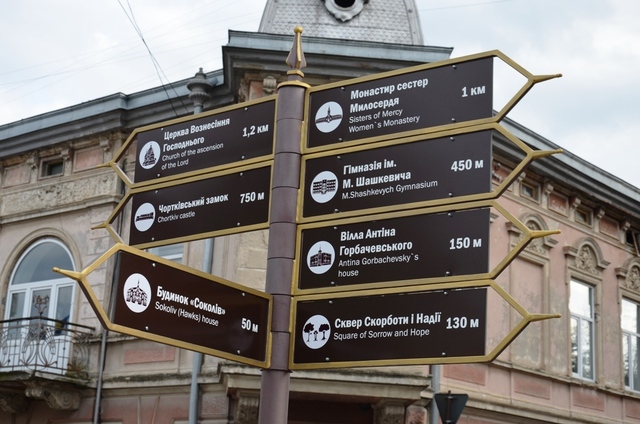 Церква Вознесіння
Господнього
Church of the ascension
of the Lord
1,2 км
Чортківський замок
Chortkiv castle
750 м
Будинок «Соколів»
Sokoliv (Hawks) house
50 м
Монастир сестер
Милосердя
Sisters of Mercy
Women`s Monastery
1 км
Гімназія ім.
М. Шашкевича
M.Shashkevych Gymnasium
450 м
Вілла Антіна
Горбачевського
Antina Gorbachevsky`s
house
150 м
Сквер Скорботи і Надії
Square of Sorrow and Hope
130 м